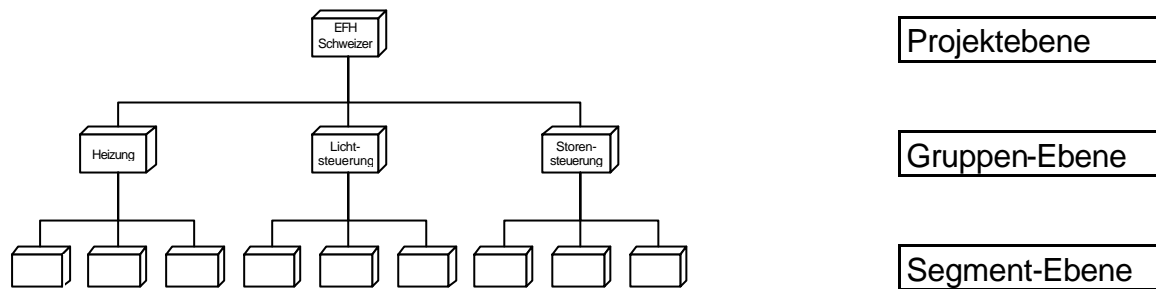 EFH
Schweizer
Projektebene
Heizung
Licht-
steuerung
Storen-
steuerung
Gruppen-Ebene
Segment-Ebene